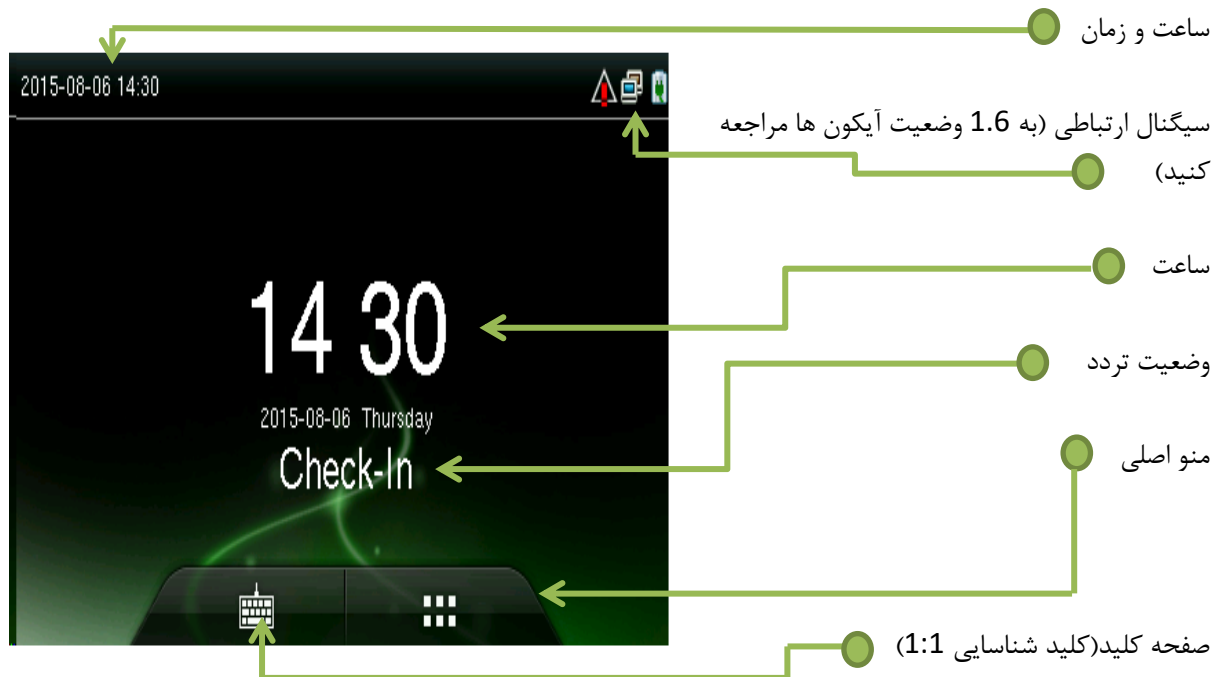 ساعت و زمان
2015-08-06 14:30
سیگنال ارتباطی (به 1.6 وضعیت آیکون ها مراجعه
کنید)
ساعت
14 30
وضعیت تردد
2015-08-06 Thursday
Check-In
منو اصلی
صفحه کلید(کلید شناسایی 1:1)